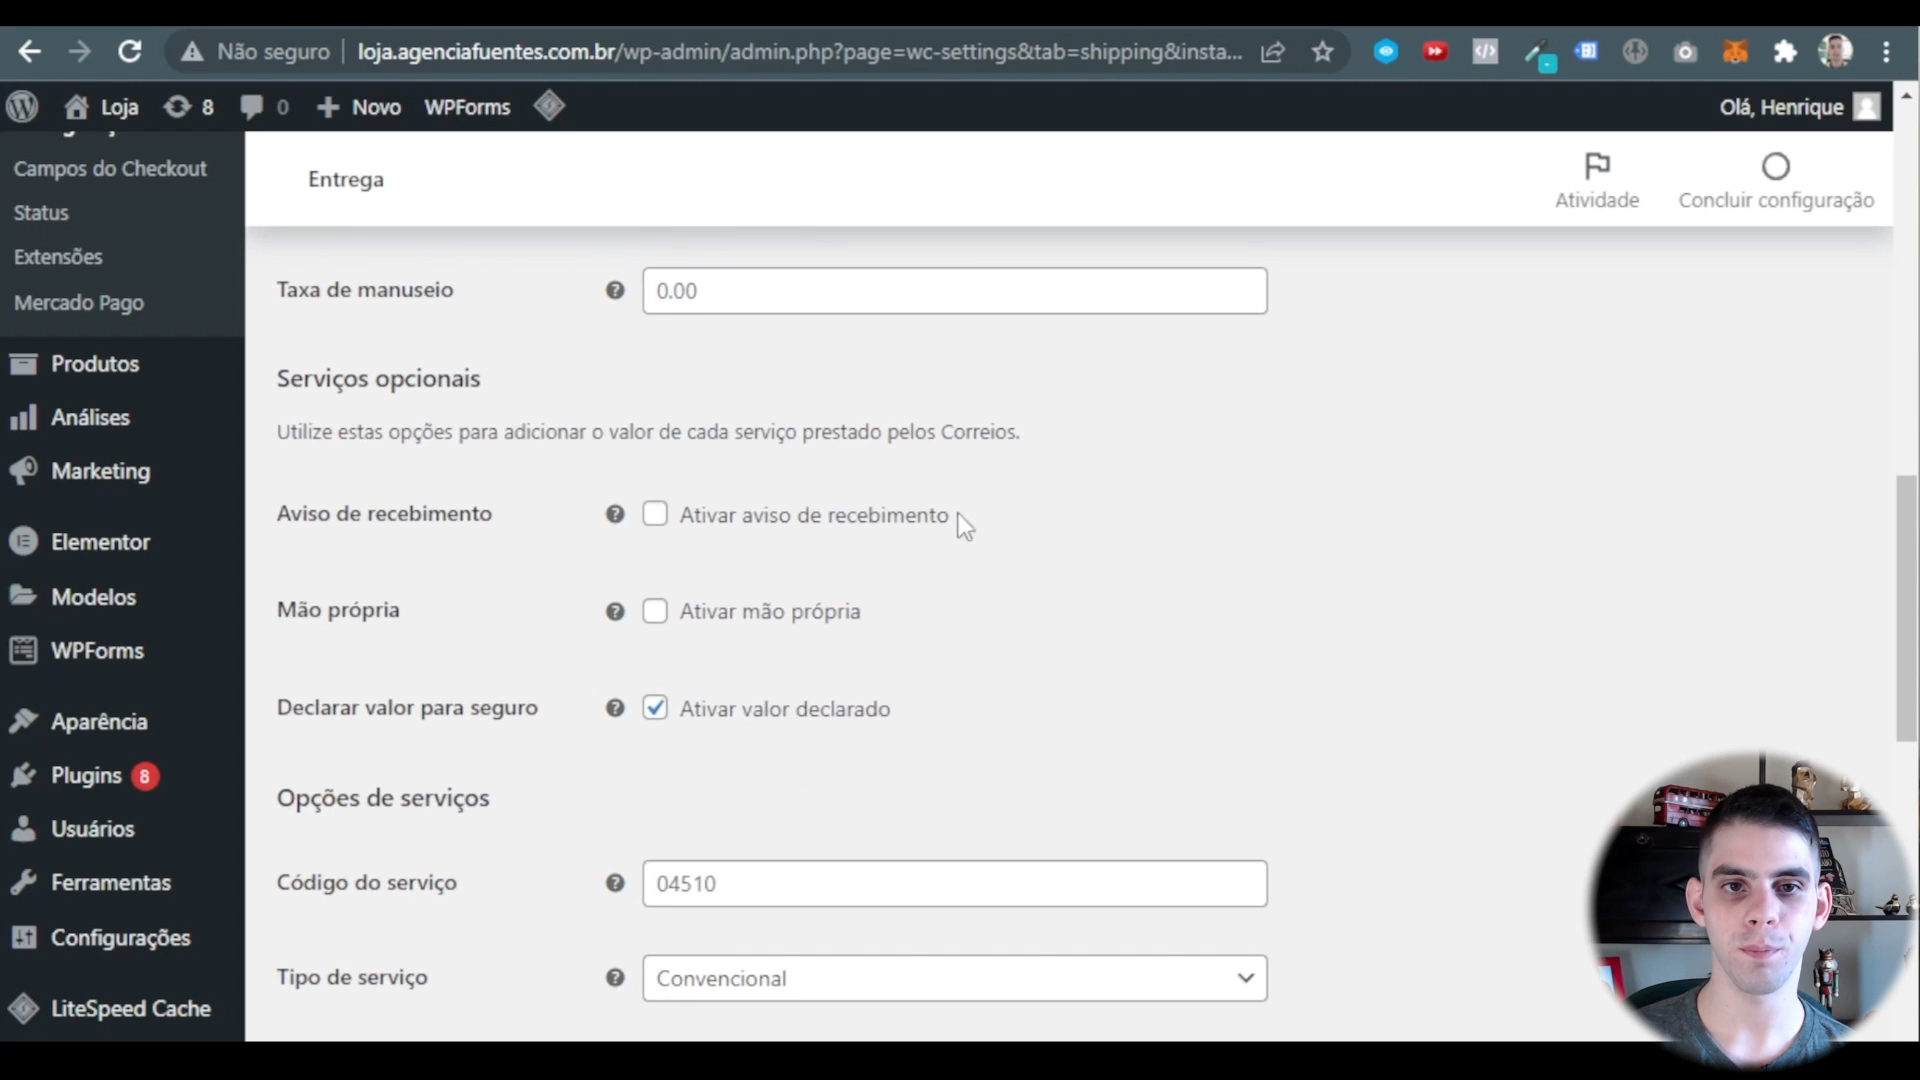 Não seguro
loja.agenciafuentes.com.br/wp-admin/admin.php?page=wc-settings&tab=shipping&insta...
Loja
8
0
Novo
WPForms
Olá, Henrique
Campos do Checkout
Status
Extensões
Mercado Pago
Produtos
Análises
Marketing
Elementor
Modelos
WPForms
Aparência
Plugins 8
Usuários
Ferramentas
Configurações
LiteSpeed Cache
Entrega
Atividade
Concluir configuração
Taxa de manuseio
0.00
Serviços opcionais
Utilize estas opções para adicionar o valor de cada serviço prestado pelos Correios.
Aviso de recebimento
Ativar aviso de recebimento
Mão própria
Ativar mão própria
Declarar valor para seguro
Ativar valor declarado
Opções de serviços
Código do serviço
04510
Tipo de serviço
Convencional